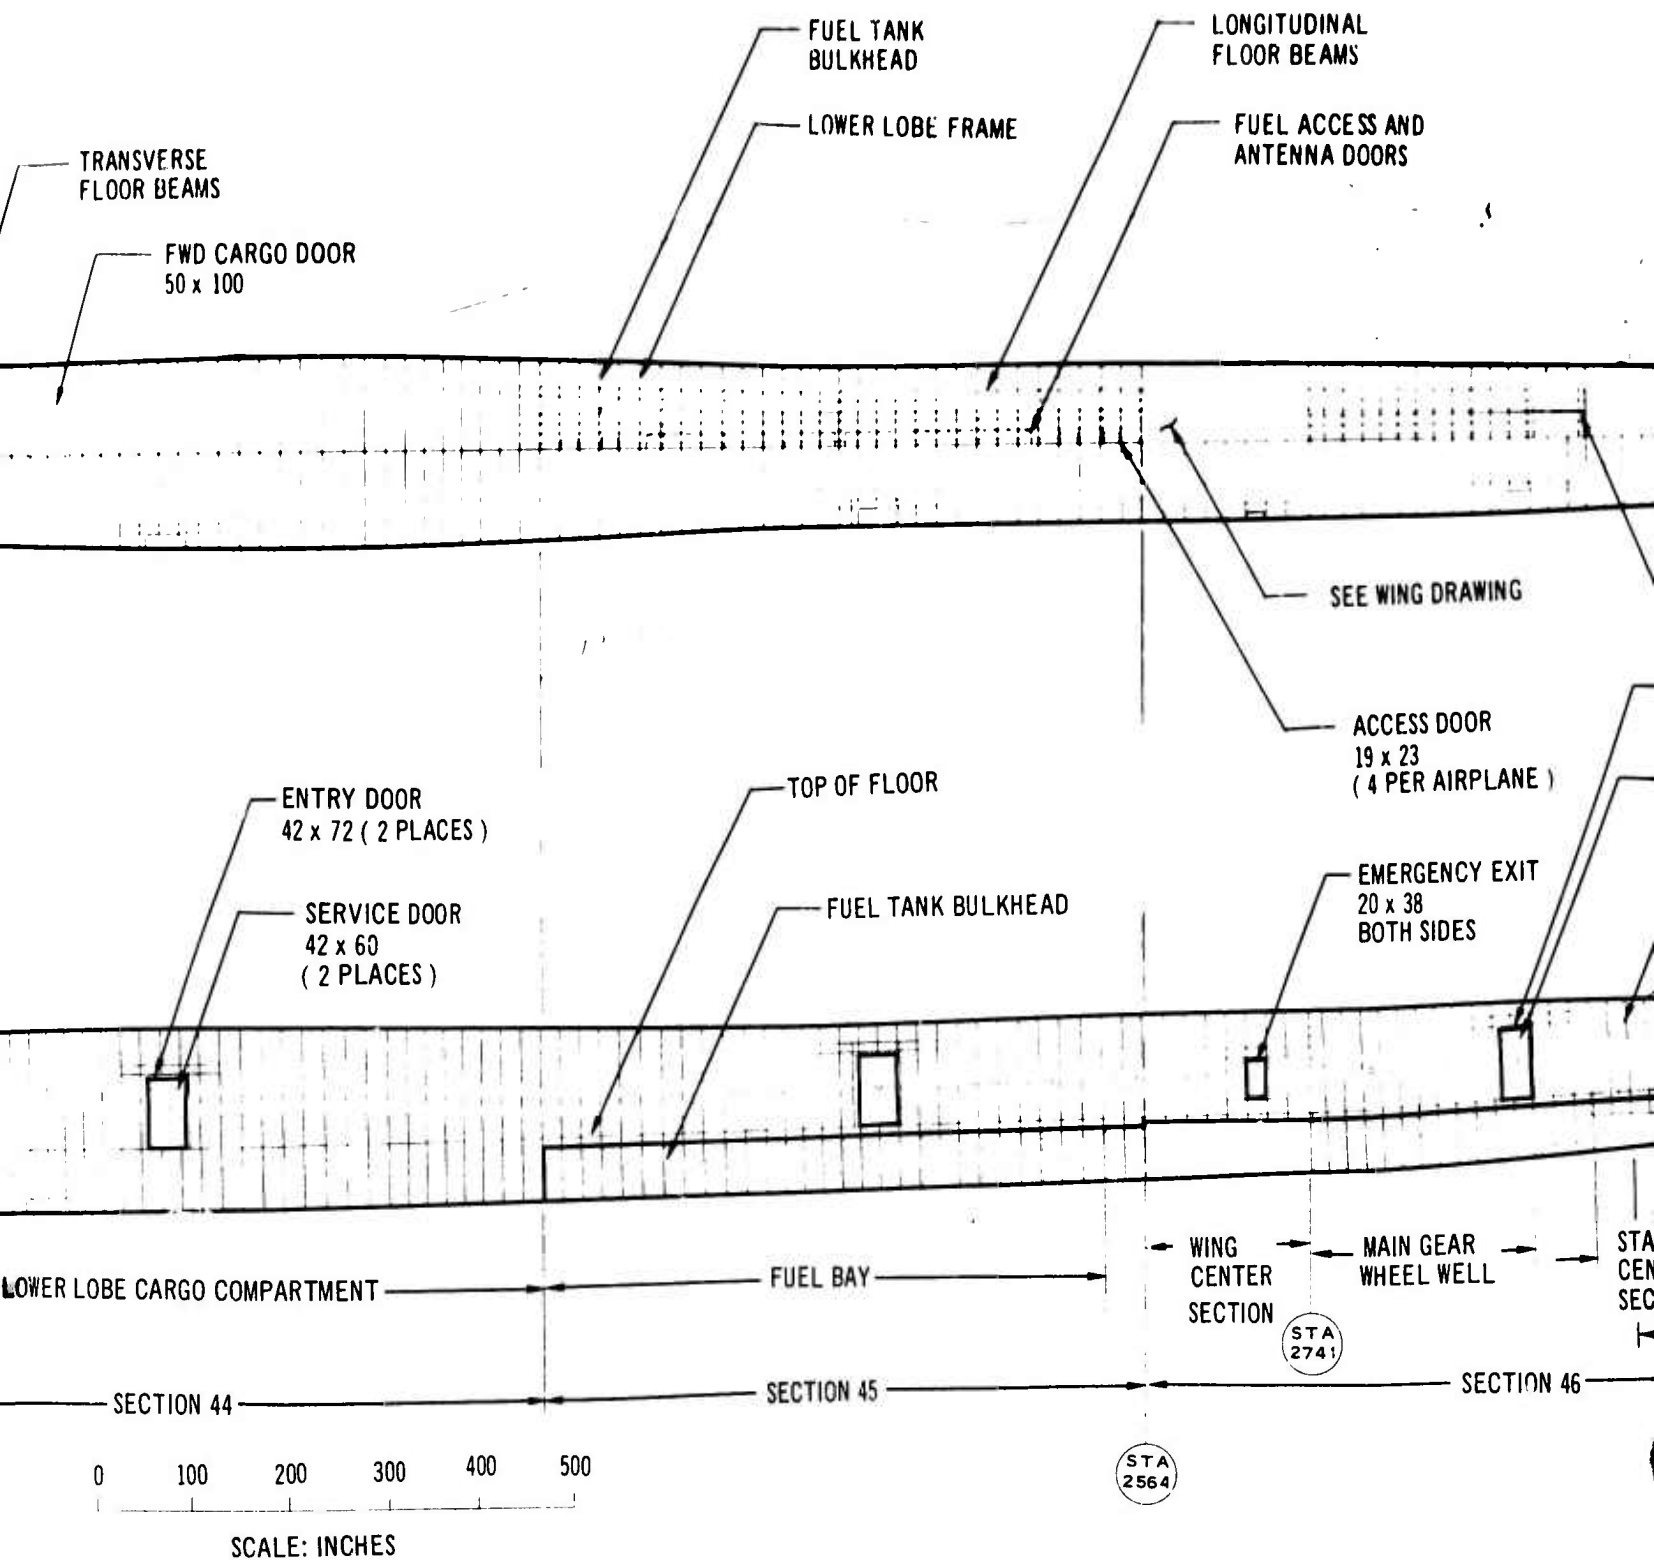 FUEL TANK
BULKHEAD
LONGITUDINAL
FLOOR BEAMS
LOWER LOBE FRAME
FUEL ACCESS AND
ANTENNA DOORS
TRANSVERSE
FLOOR BEAMS
FWD CARGO DOOR
50 x 100
SEE WING DRAWING
ACCESS DOOR
19 x 23
( 4 PER AIRPLANE )
TOP OF FLOOR
ENTRY DOOR
42 x 72 ( 2 PLACES )
EMERGENCY EXIT
20 x 38
BOTH SIDES
FUEL TANK BULKHEAD
SERVICE DOOR
42 x 60
( 2 PLACES )
LOWER LOBE CARGO COMPARTMENT
FUEL BAY
WING
CENTER
SECTION
MAIN GEAR
WHEEL WELL
STA
CEN
SEC
STA
2741
SECTION 44
SECTION 45
SECTION 46
STA
2564
0 100 200 300 400 500
SCALE: INCHES